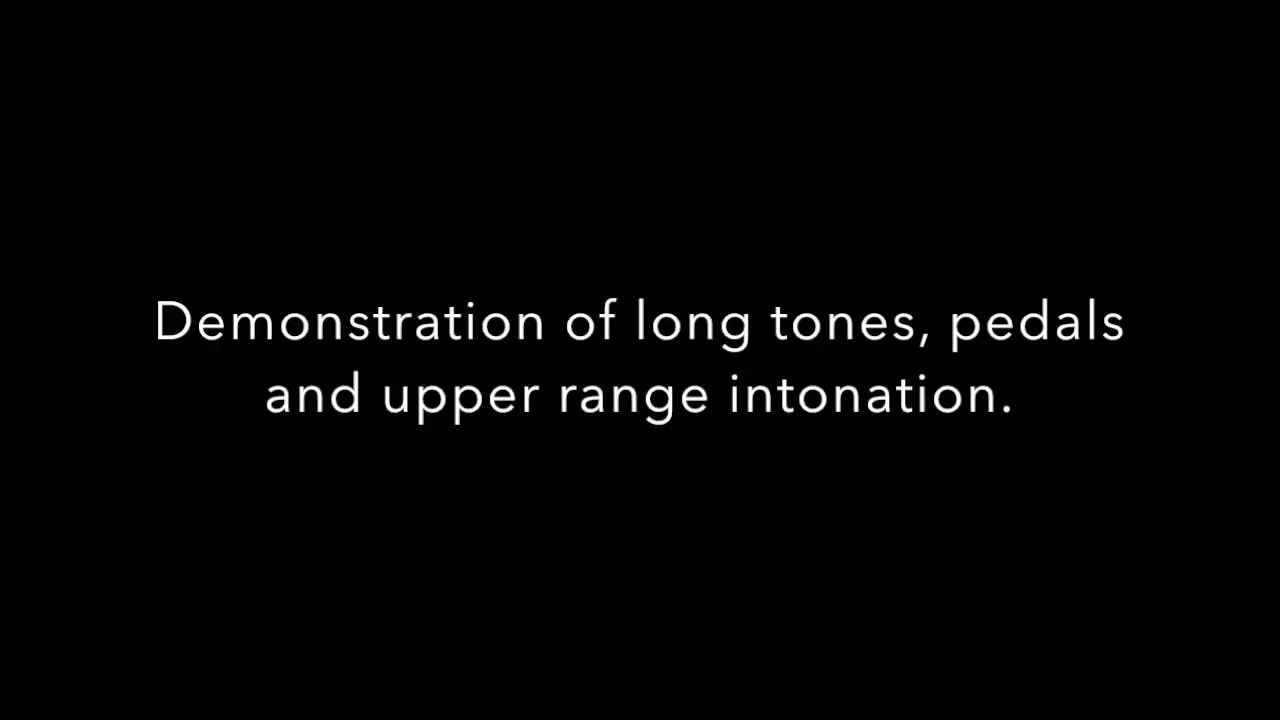 Demonstration of long tones, pedals
and upper range intonation.